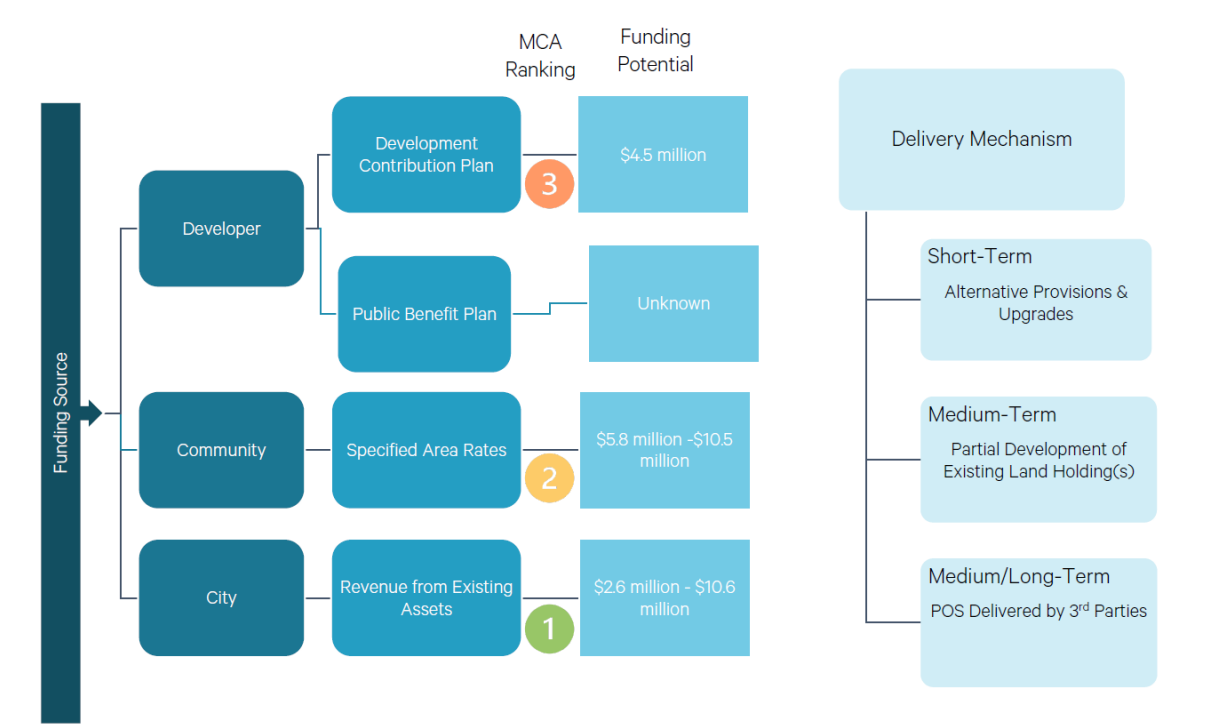 MCA
Ranking
Funding
Potential
Funding Source
Developer
Development
Contribution Plan
3
$4.5 million
Public Benefit Plan
Unknown
Community
Specified Area Rates
2
$5.8 million -$10.5
million
City
Revenue from Existing
Assets
1
$2.6 million - $10.6
million
Delivery Mechanism
Short-Term
Alternative Provisions &
Upgrades
Medium-Term
Partial Development of
Existing Land Holding(s)
Medium/Long-Term
POS Delivered by 3rd Parties